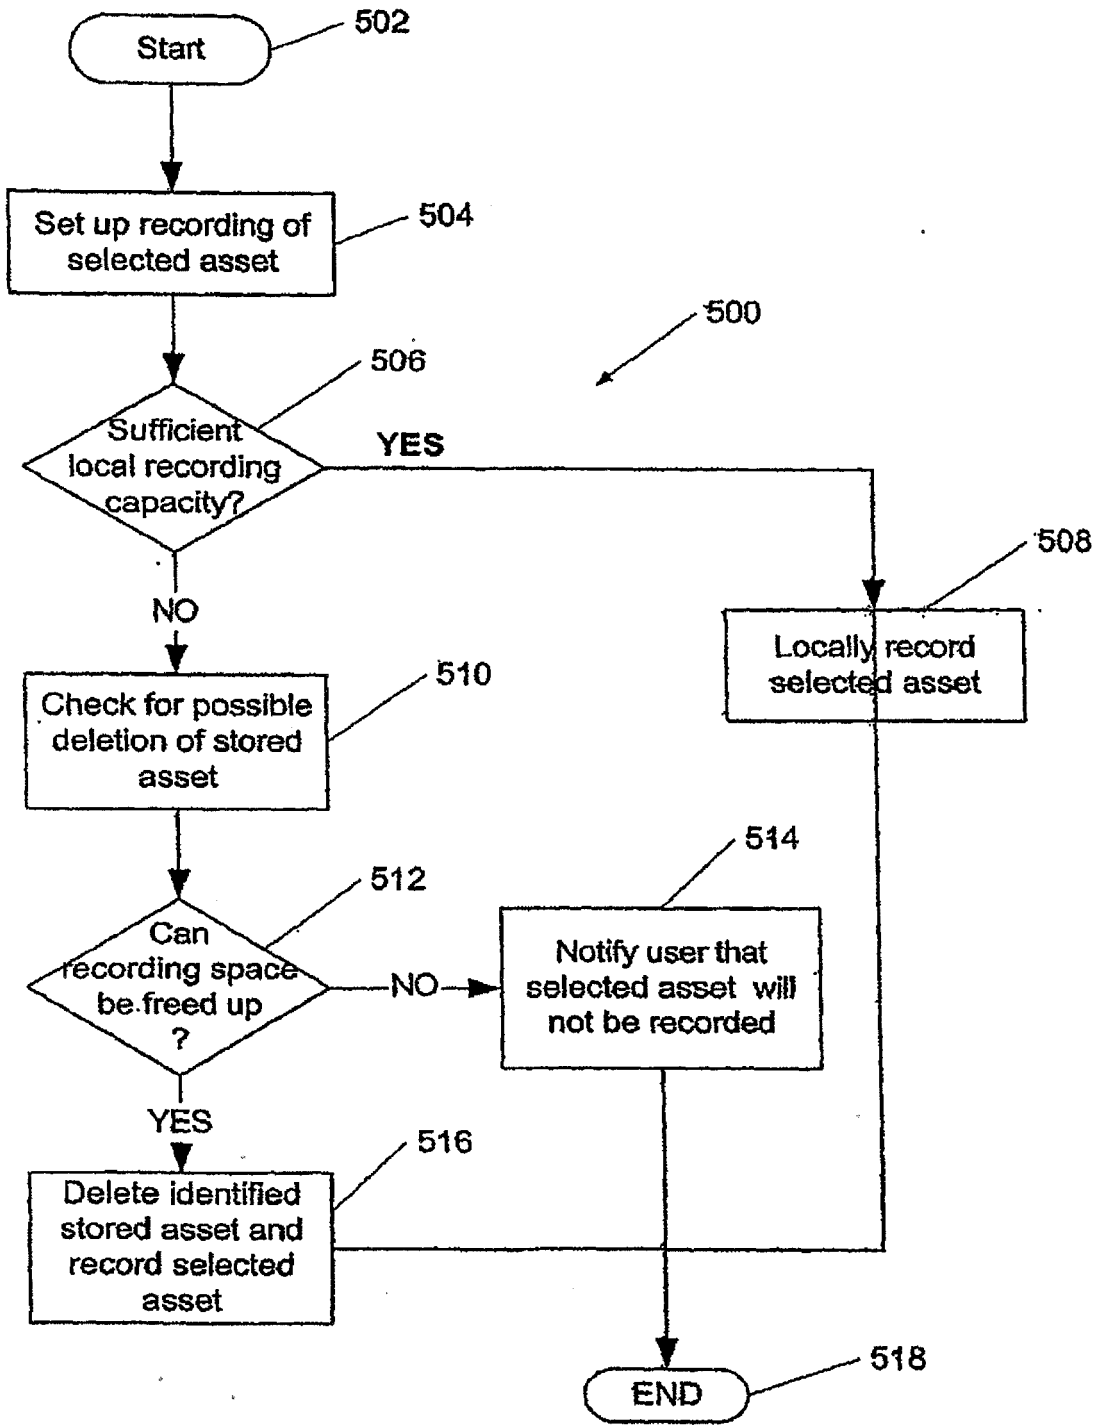 Start
502
Set up recording of
selected asset
504
500
506
Sufficient
local recording
capacity?
YES
NO
508
Locally record
selected asset
510
Check for possible
deletion of stored
asset
514
512
Can
recording space
be freed up
?
NO
Notify user that
selected asset will
not be recorded
YES
516
Delete identified
stored asset and
record selected
asset
518
END